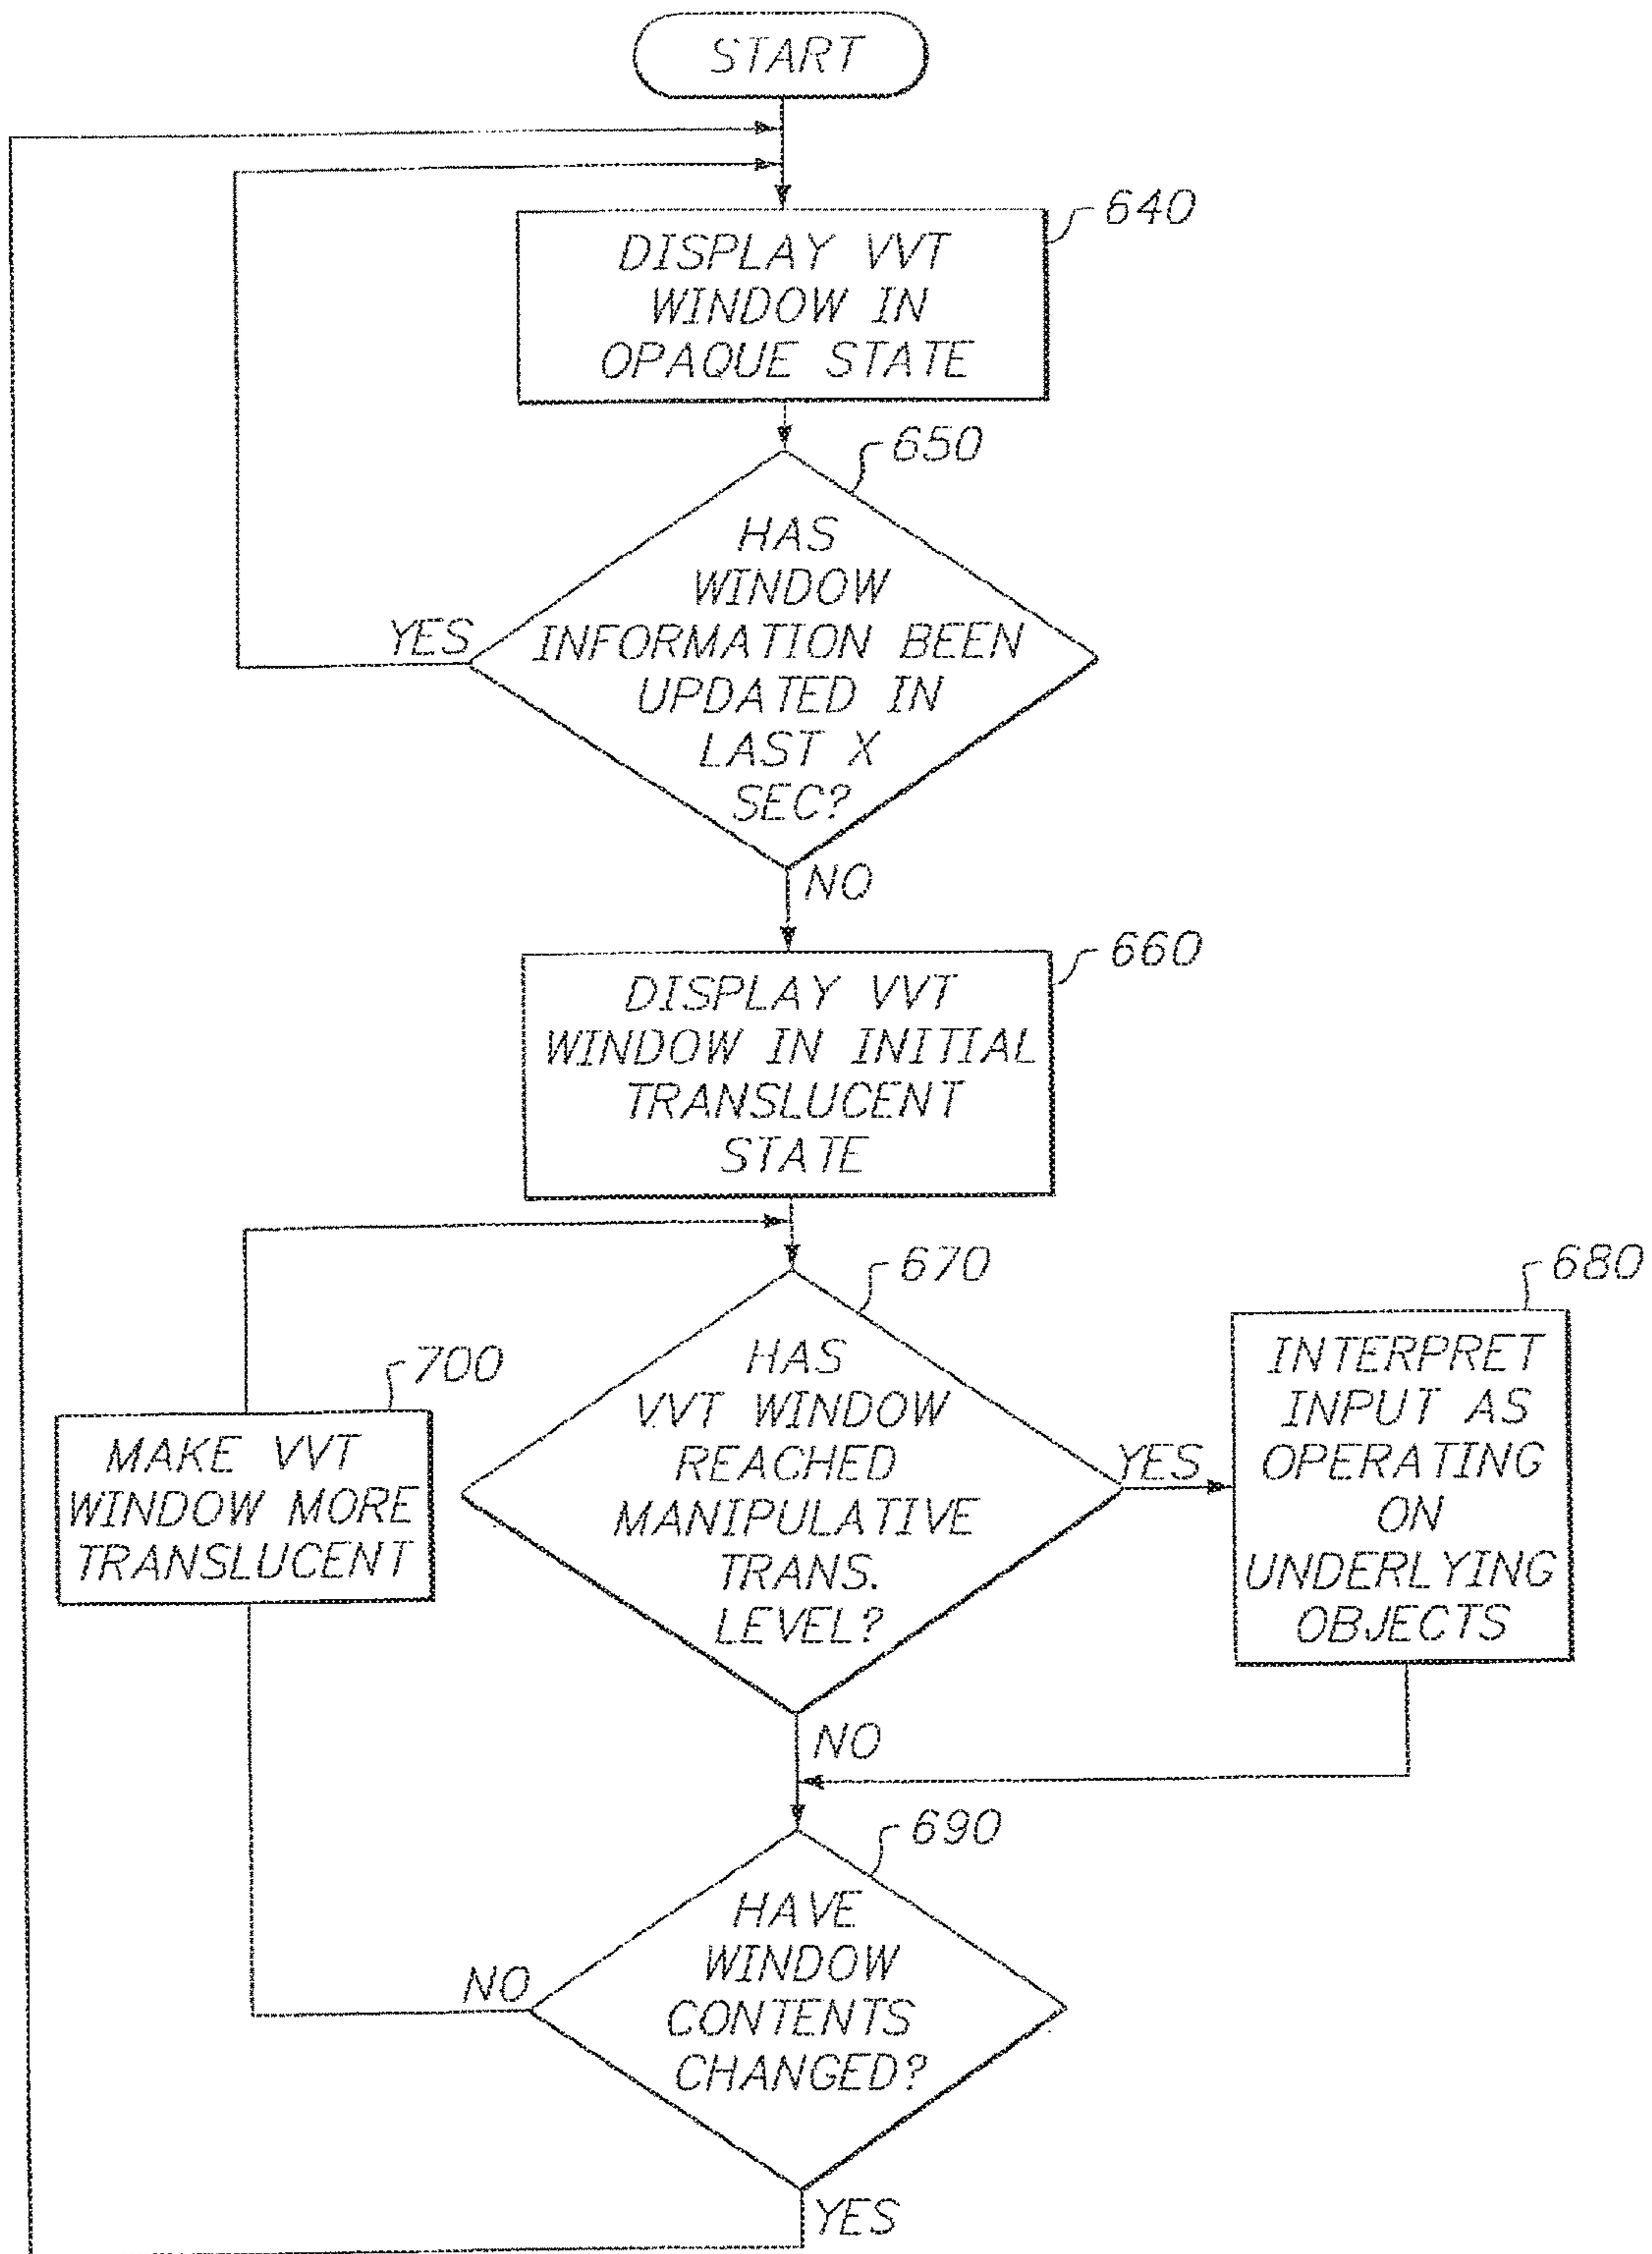 START
640
DISPLAY VVT
WINDOW IN
OPAQUE STATE
650
HAS
WINDOW
INFORMATION BEEN
UPDATED IN
LAST X
SEC?
YES
NO
660
DISPLAY VVT
WINDOW IN INITIAL
TRANSLUCENT
STATE
670
HAS
VVT WINDOW
REACHED
MANIPULATIVE
TRANS.
LEVEL?
YES
680
INTERPRET
INPUT AS
OPERATING
ON
UNDERLYING
OBJECTS
700
MAKE VVT
WINDOW MORE
TRANSLUCENT
NO
690
HAVE
WINDOW
CONTENTS
CHANGED?
NO
YES